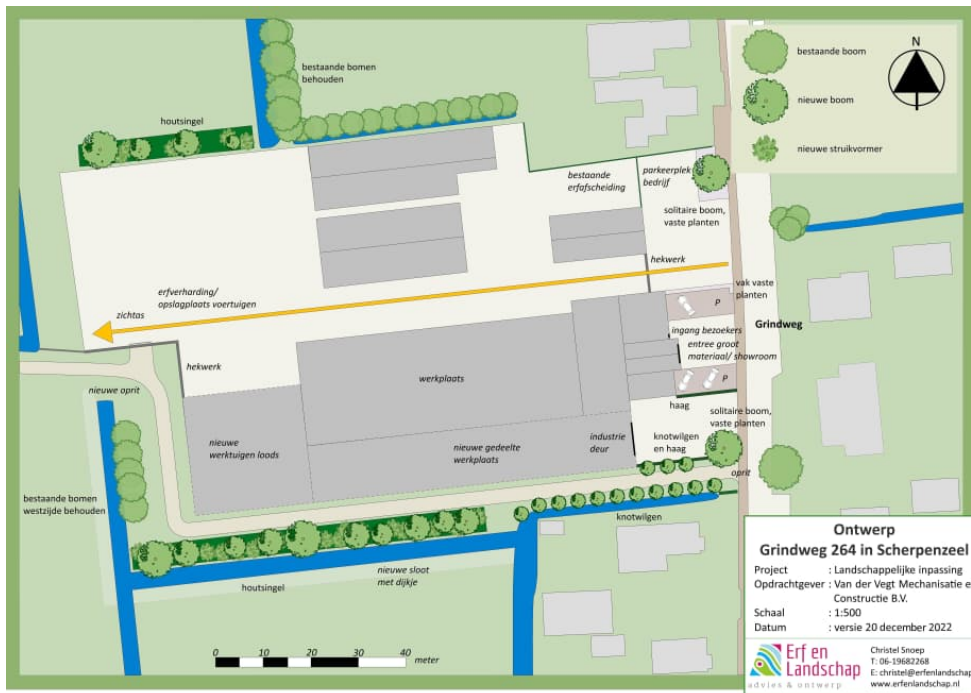 N
bestaande boom
nieuwe boom
nieuwe struikvormer
bestaande bomen
behouden
houtsingel
bestaande
erfafscheiding
parkeerplek
bedrijf
solitaire boom,
vaste planten
hekwerk
erfverharding/
opslagplaats voertuigen
zichtas
vak vaste
planten
P
Grindweg
ingang bezoekers
entree groot
materiaal/ showroom
P
hekwerk
werkplaats
nieuwe oprit
haag
solitaire boom,
vaste planten
nieuwe
werktuigen loods
nieuwe gedeelte
werkplaats
industrie
deur
knotwilgen
en haag
oprit
bestaande bomen
westzijde behouden
knotwilgen
nieuwe sloot
met dijkje
houtsingel
0 10 20 30 40
meter
Ontwerp
Grindweg 264 in Scherpenzeel
Project : Landschappelijke inpassing
Opdrachtgever : Van der Vegt Mechanisatie e
Constructie B.V.
Schaal : 1:500
Datum : versie 20 december 2022
Erf en
Landschap
advies & ontwerp
Christel Snoep
T: 06-19682268
E: christel@erfenlandschap
www.erfenlandschap.nl